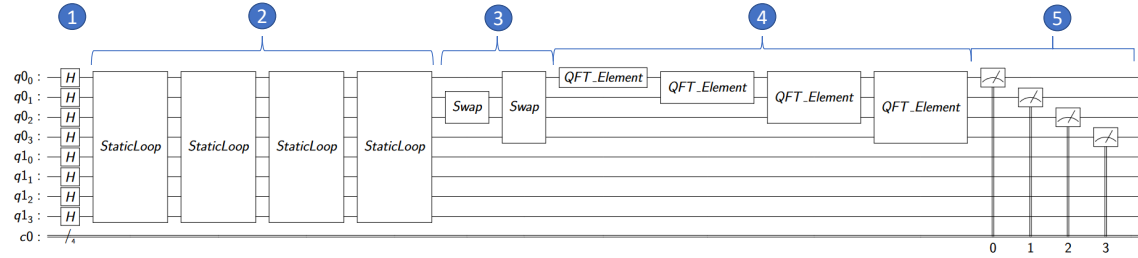 1 2 3 4 5
q0₀ : H StaticLoop StaticLoop StaticLoop StaticLoop Swap Swap QFT_Element QFT_Element QFT_Element QFT_Element
q0₁ : H
q0₂ : H
q0₃ : H
q1₀ : H
q1₁ : H
q1₂ : H
q1₃ : H
c0 : 4
0 1 2 3